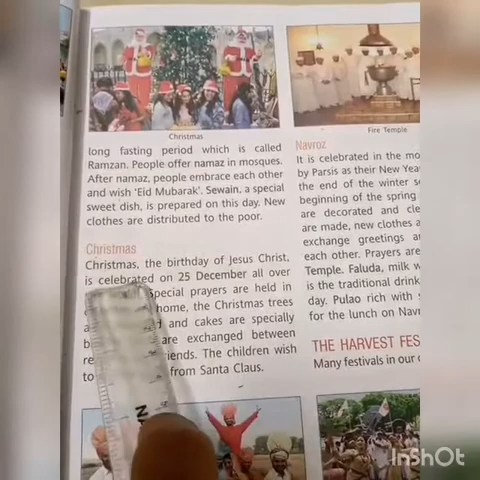 Christmas
long fasting period which is called
Ramzan. People offer namaz in mosques.
After namaz, people embrace each other
and wish 'Eid Mubarak'. Sewain, a special
sweet dish, is prepared on this day. New
clothes are distributed to the poor.
Christmas
Christmas, the birthday of Jesus Christ,
is celebrated on 25 December all over
Special prayers are held in
home, the Christmas trees
and cakes are specially
are exchanged between
The children wish
to
from Santa Claus.
Fire Temple
Navroz
It is celebrated in the
by Parsis as their New
the end of the winter
beginning of the spring
are decorated and
are made, new clothes
exchange greetings
each other. Prayers are
Temple. Faluda, milk
is the traditional drink
day. Pulao rich with
for the lunch on
THE HARVEST
Many festivals in our
InShOt